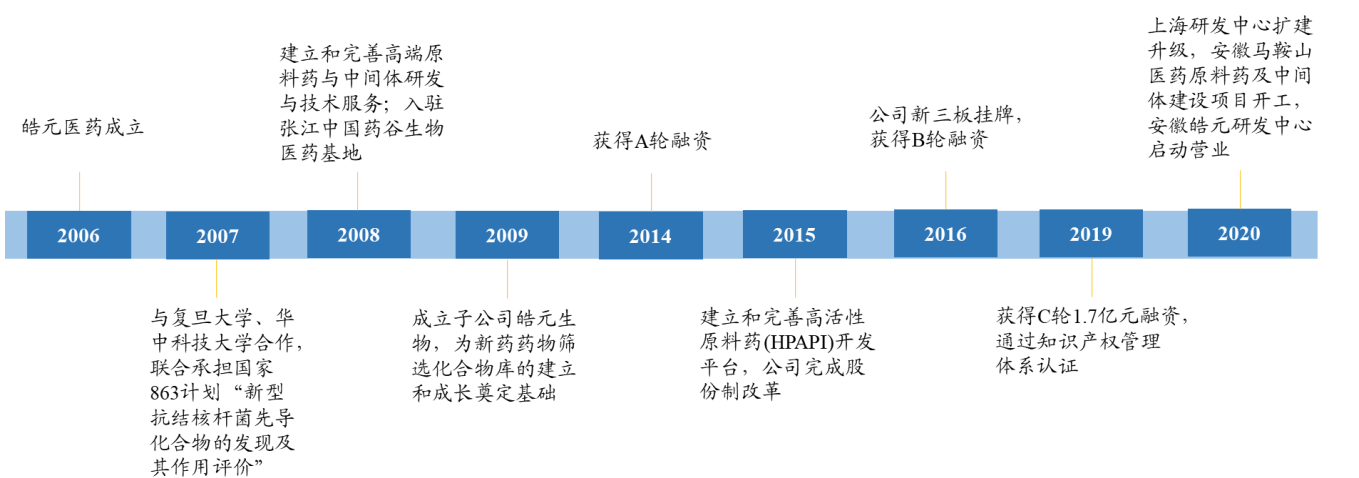 皓元医药成立
建立和完善高端原
料药与中间体研发
与技术服务；入驻
张江中国药谷生物
医药基地
获得A轮融资
公司新三板挂牌，
获得B轮融资
上海研发中心扩建
升级，安徽马鞍山
医药原料药及中间
体建设项目开工，
安徽皓元研发中心
启动营业
2006
2007
2008
2009
2014
2015
2016
2019
2020
与复旦大学、华
中科技大学合作，
联合承担国家
863计划“新型
抗结核杆菌先导
化合物的发现及
其作用评价”
成立子公司皓元生
物，为新药药物筛
选化合物库的建立
和成长奠定基础
建立和完善高活性
原料药(HPAPI)开发
平台，公司完成股
份制改革
获得C轮1.7亿元融资，
通过知识产权管理
体系认证